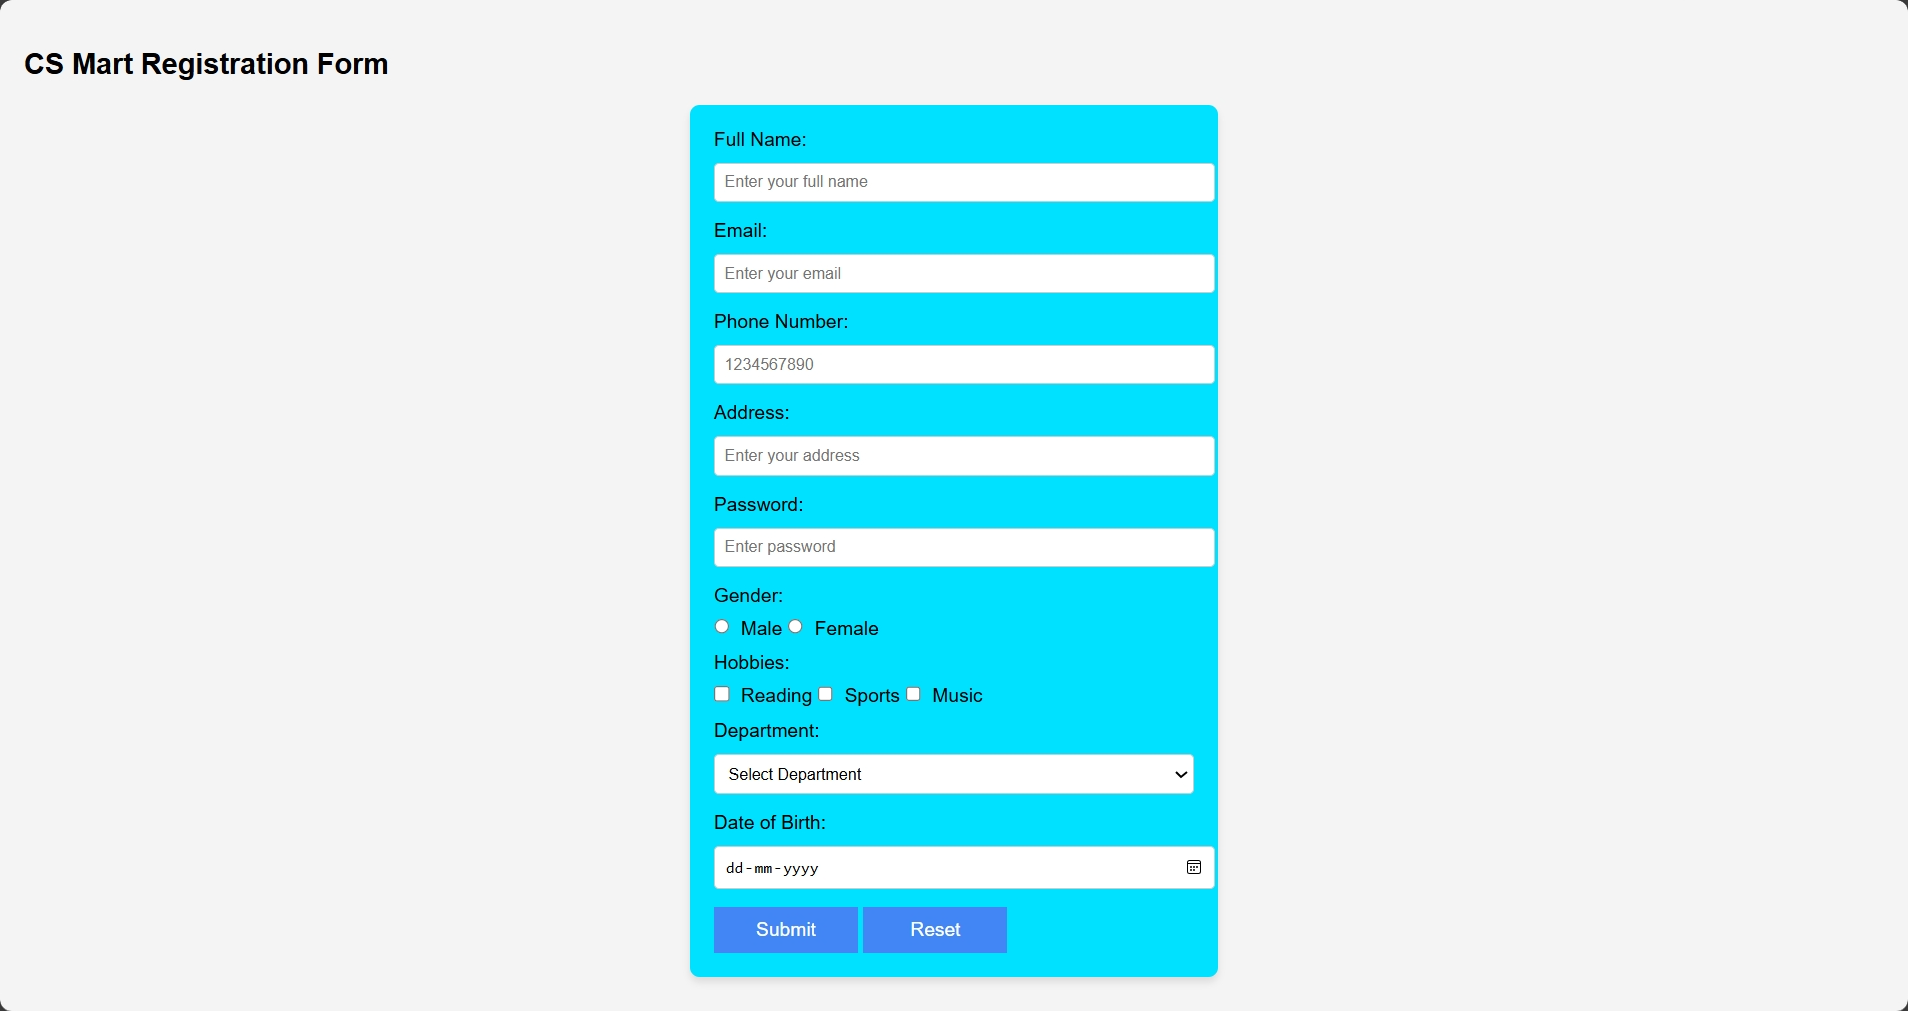 CS Mart Registration Form
Full Name:
Enter your full name
Email:
Enter your email
Phone Number:
1234567890
Address:
Enter your address
Password:
Enter password
Gender:
Male Female
Hobbies:
Reading Sports Music
Department:
Select Department
Date of Birth:
dd-mm-yyyy
Submit Reset